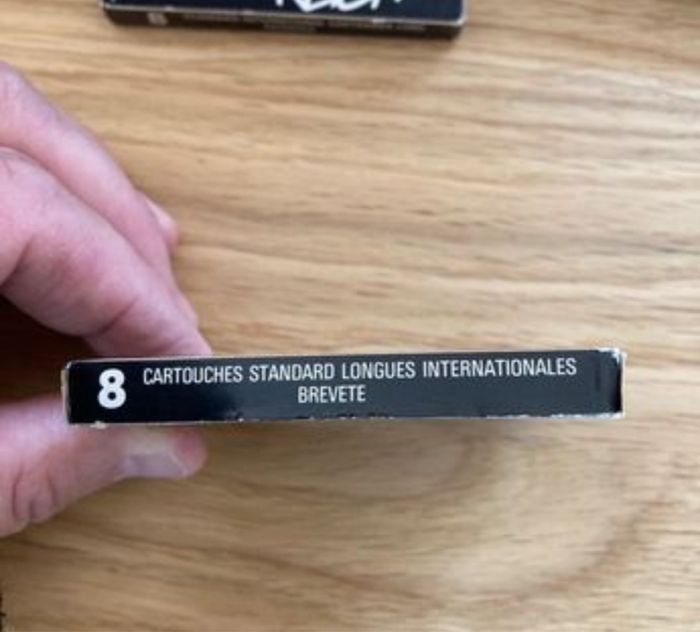 8 CARTOUCHES STANDARD LONGUES INTERNATIONALES
BREVETE